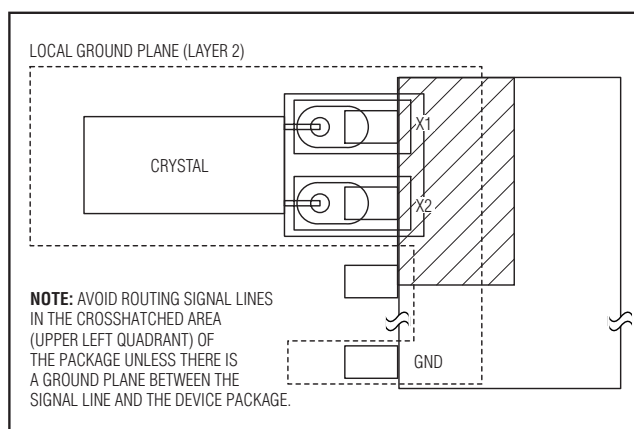 LOCAL GROUND PLANE (LAYER 2)
X1
CRYSTAL
X2
NOTE: AVOID ROUTING SIGNAL LINES
IN THE CROSSHATCHED AREA
(UPPER LEFT QUADRANT) OF
THE PACKAGE UNLESS THERE IS
A GROUND PLANE BETWEEN THE
SIGNAL LINE AND THE DEVICE PACKAGE.
GND